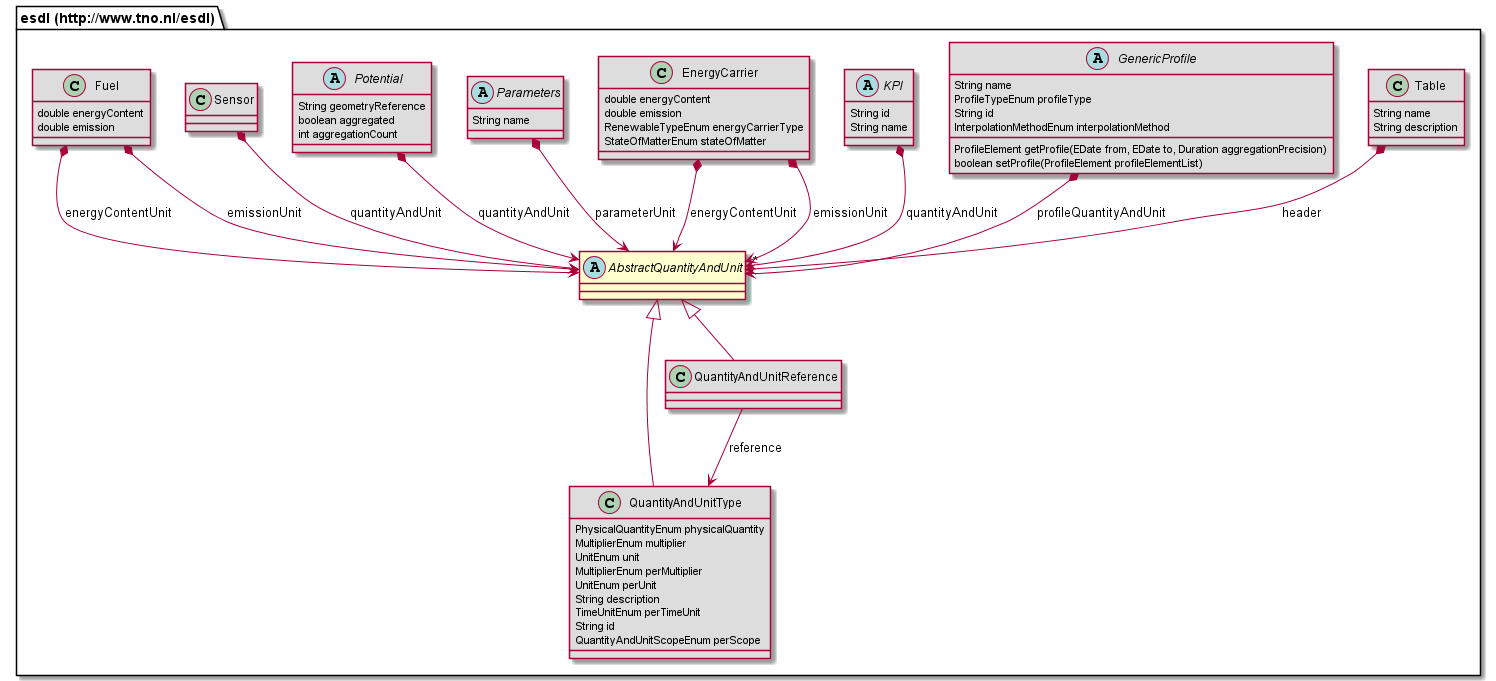 esdl (http://www.tno.nl/esdl)
C Fuel
double energyContent
double emission
C Sensor
A Potential
String geometryReference
boolean aggregated
int aggregationCount
A Parameters
String name
C EnergyCarrier
double energyContent
double emission
RenewableTypeEnum energyCarrierType
StateOfMatterEnum stateOfMatter
A KPI
String id
String name
A GenericProfile
String name
ProfileTypeEnum profileType
String id
InterpolationMethodEnum interpolationMethod
ProfileElement getProfile(EDate from, EDate to, Duration aggregationPrecision)
boolean setProfile(ProfileElement profileElementList)
C Table
String name
String description
energyContentUnit
emissionUnit
quantityAndUnit
quantityAndUnit
parameterUnit
energyContentUnit
emissionUnit
quantityAndUnit
profileQuantityAndUnit
header
*
A AbstractQuantityAndUnit
C QuantityAndUnitReference
reference
C QuantityAndUnitType
PhysicalQuantityEnum physicalQuantity
MultiplierEnum multiplier
UnitEnum unit
MultiplierEnum perMultiplier
UnitEnum perUnit
String description
TimeUnitEnum perTimeUnit
String id
QuantityAndUnitScopeEnum perScope